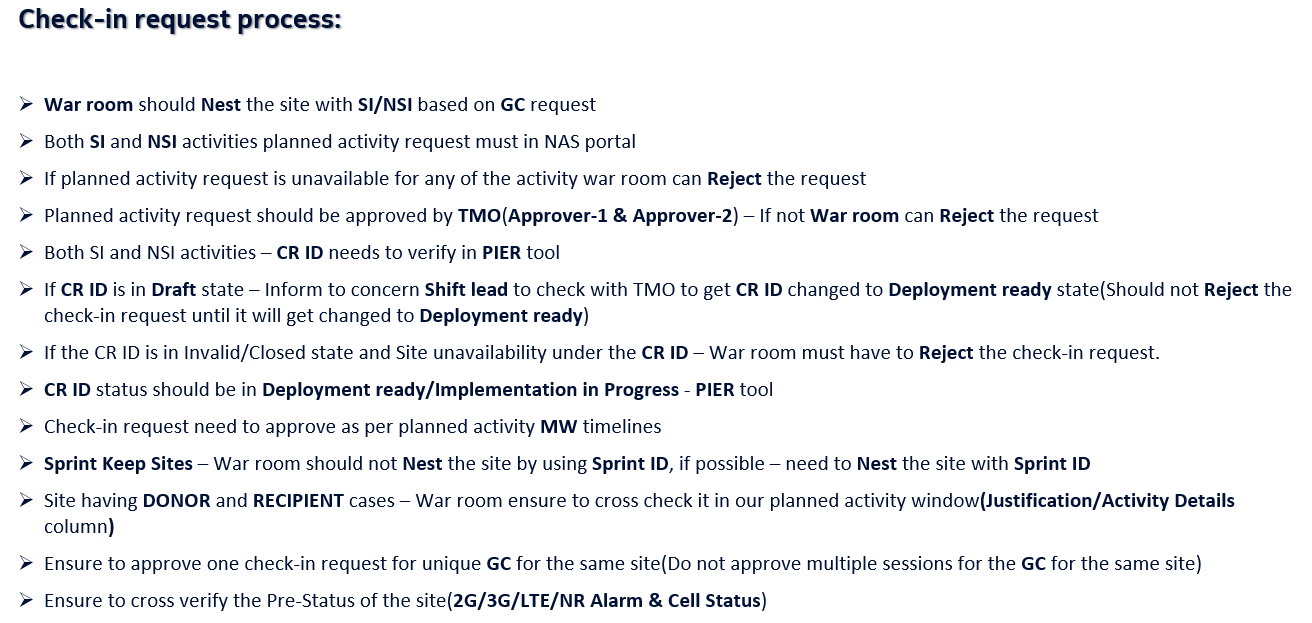 Check-in request process:
➢ War room should Nest the site with SI/NSI based on GC request
➢ Both SI and NSI activities planned activity request must in NAS portal
➢ If planned activity request is unavailable for any of the activity war room can Reject the request
➢ Planned activity request should be approved by TMO(Approver-1 & Approver-2) – If not War room can Reject the request
➢ Both SI and NSI activities – CR ID needs to verify in PIER tool
➢ If CR ID is in Draft state – Inform to concern Shift lead to check with TMO to get CR ID changed to Deployment ready state(Should not Reject the
check-in request until it will get changed to Deployment ready)
➢ If the CR ID is in Invalid/Closed state and Site unavailability under the CR ID – War room must have to Reject the check-in request.
➢ CR ID status should be in Deployment ready/Implementation in Progress - PIER tool
➢ Check-in request need to approve as per planned activity MW timelines
➢ Sprint Keep Sites – War room should not Nest the site by using Sprint ID, if possible – need to Nest the site with Sprint ID
➢ Site having DONOR and RECIPIENT cases – War room ensure to cross check it in our planned activity window(Justification/Activity Details
column)
➢ Ensure to approve one check-in request for unique GC for the same site(Do not approve multiple sessions for the GC for the same site)
➢ Ensure to cross verify the Pre-Status of the site(2G/3G/LTE/NR Alarm & Cell Status)